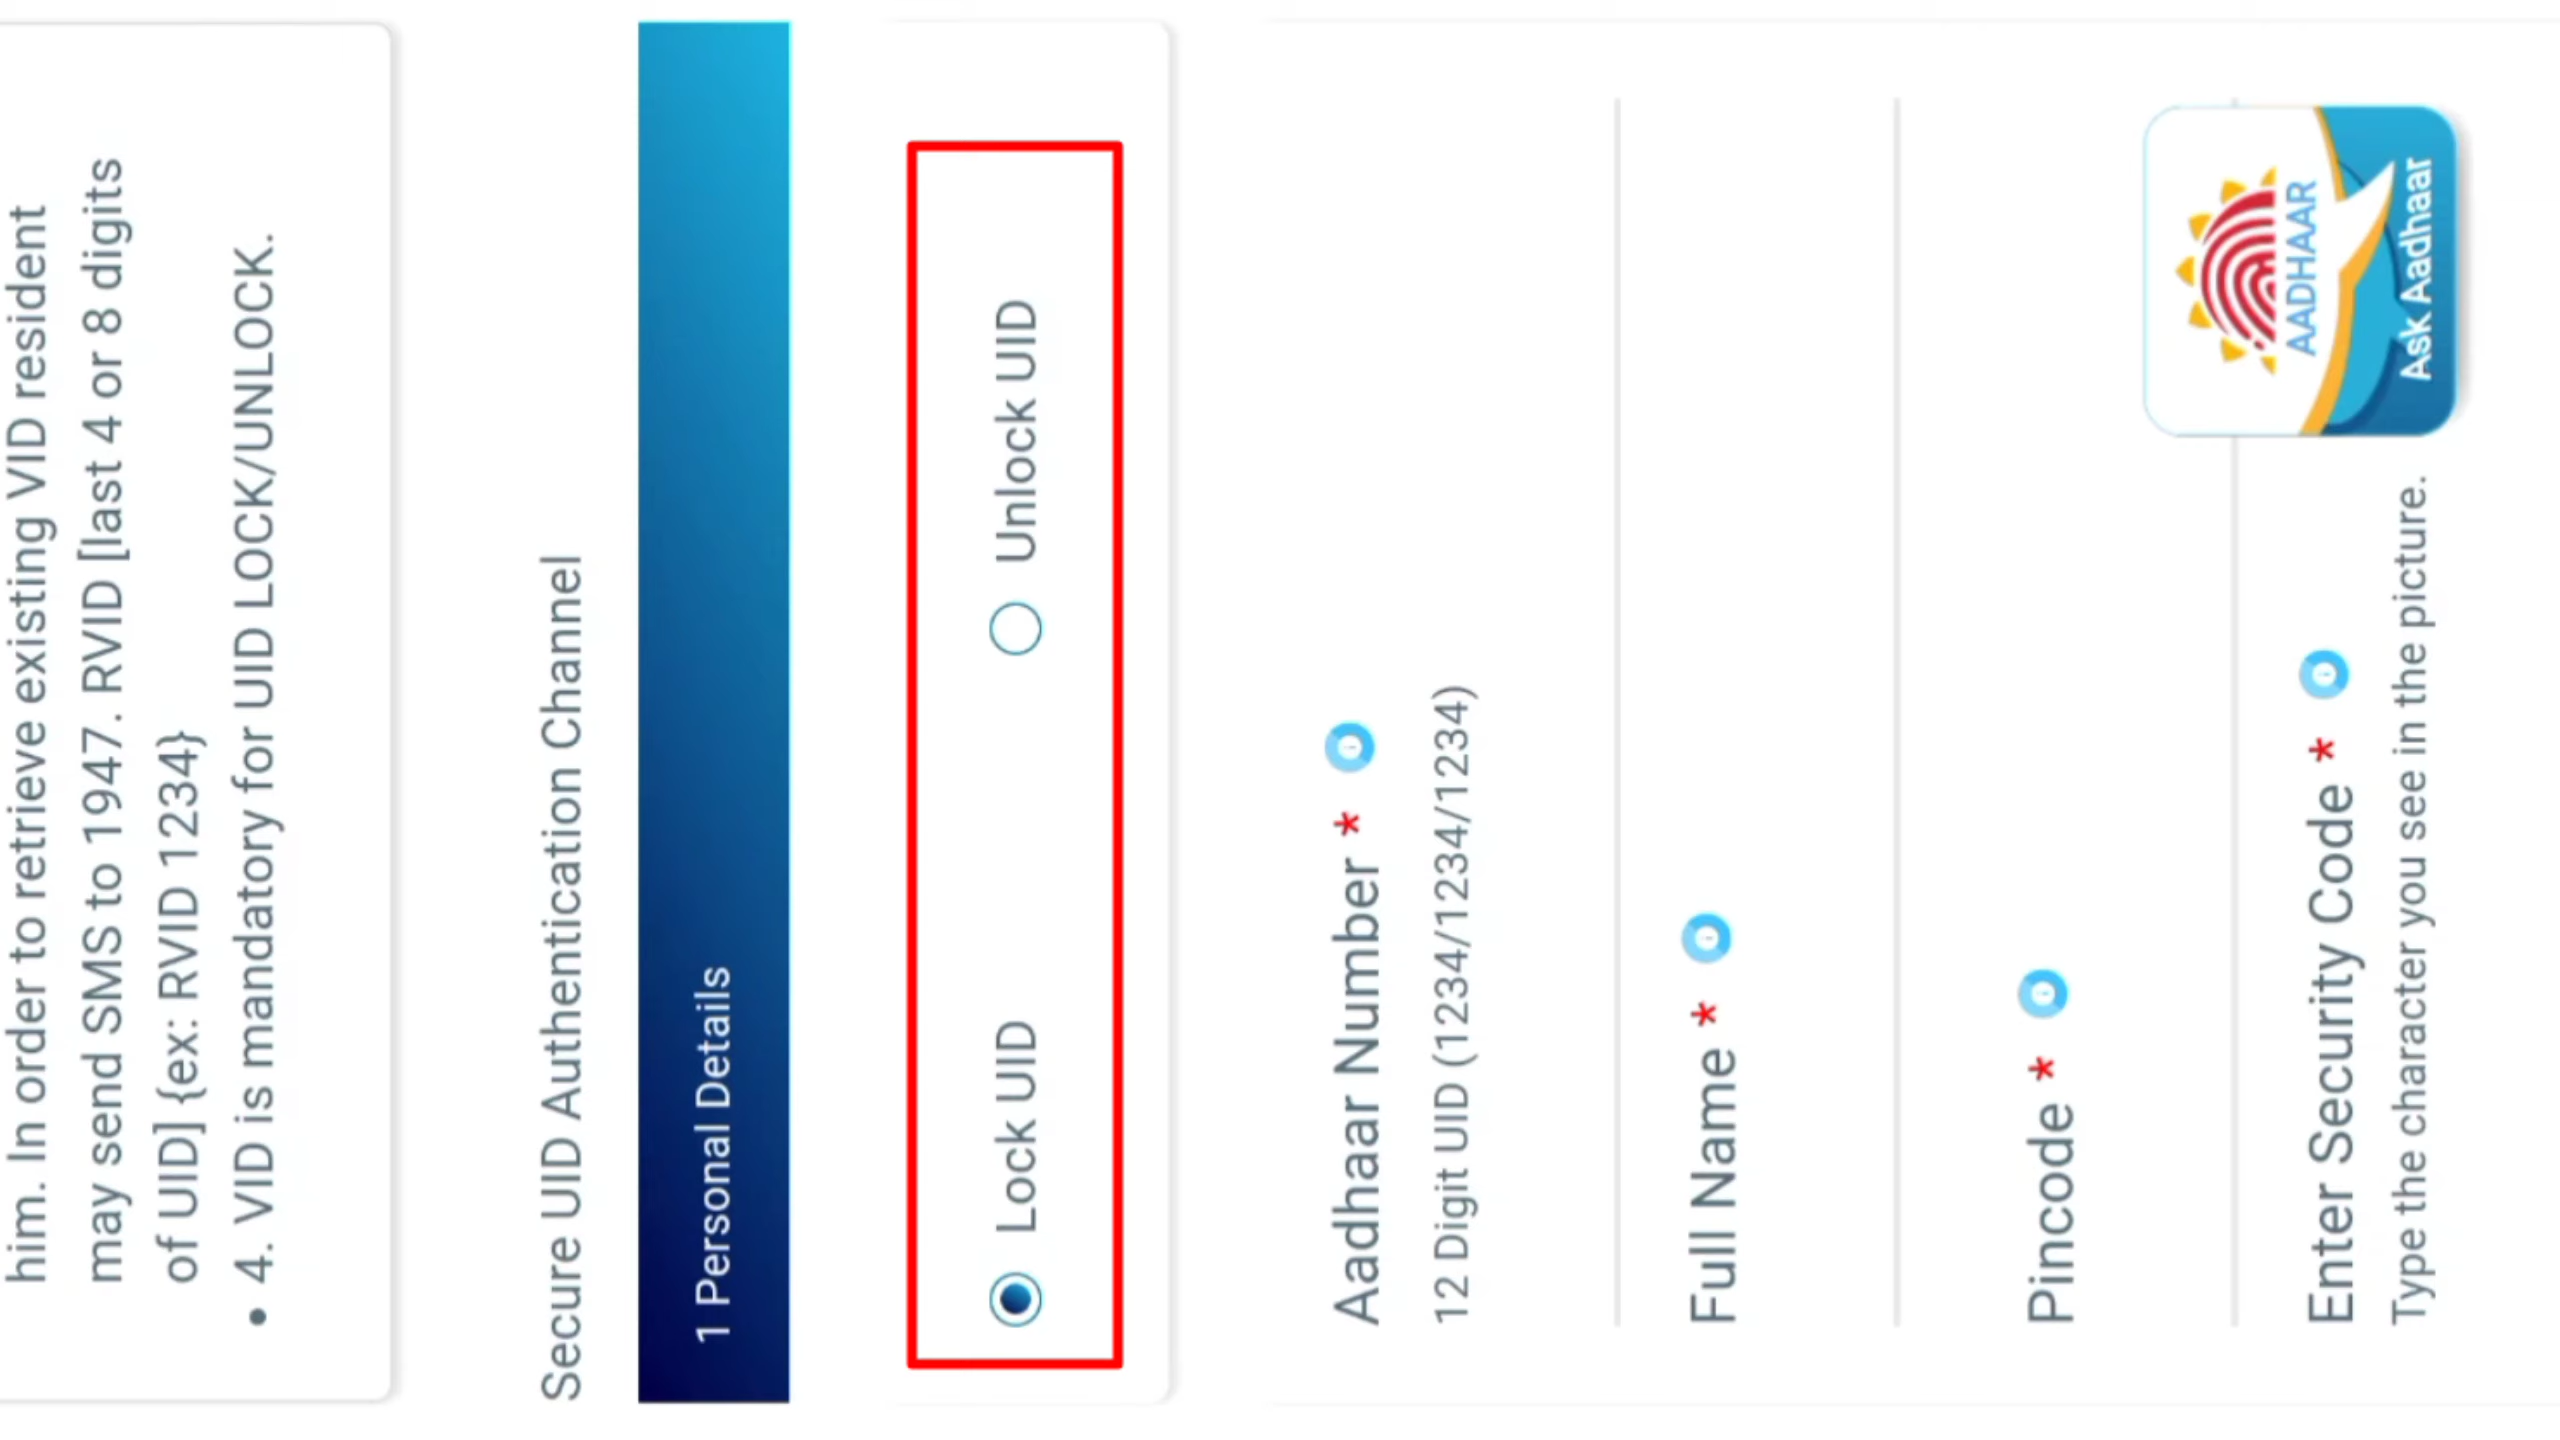 him. In order to retrieve existing VID resident
may send SMS to 1947. RVID [last 4 or 8 digits
of UID] {ex: RVID 1234}
• 4. VID is mandatory for UID LOCK/UNLOCK.
Secure UID Authentication Channel
1 Personal Details
Lock UID Unlock UID
Aadhaar Number *
12 Digit UID (1234/1234/1234)
Full Name *
Pincode *
Enter Security Code *
Type the character you see in the picture.
AADHAAR
Ask Aadhaar